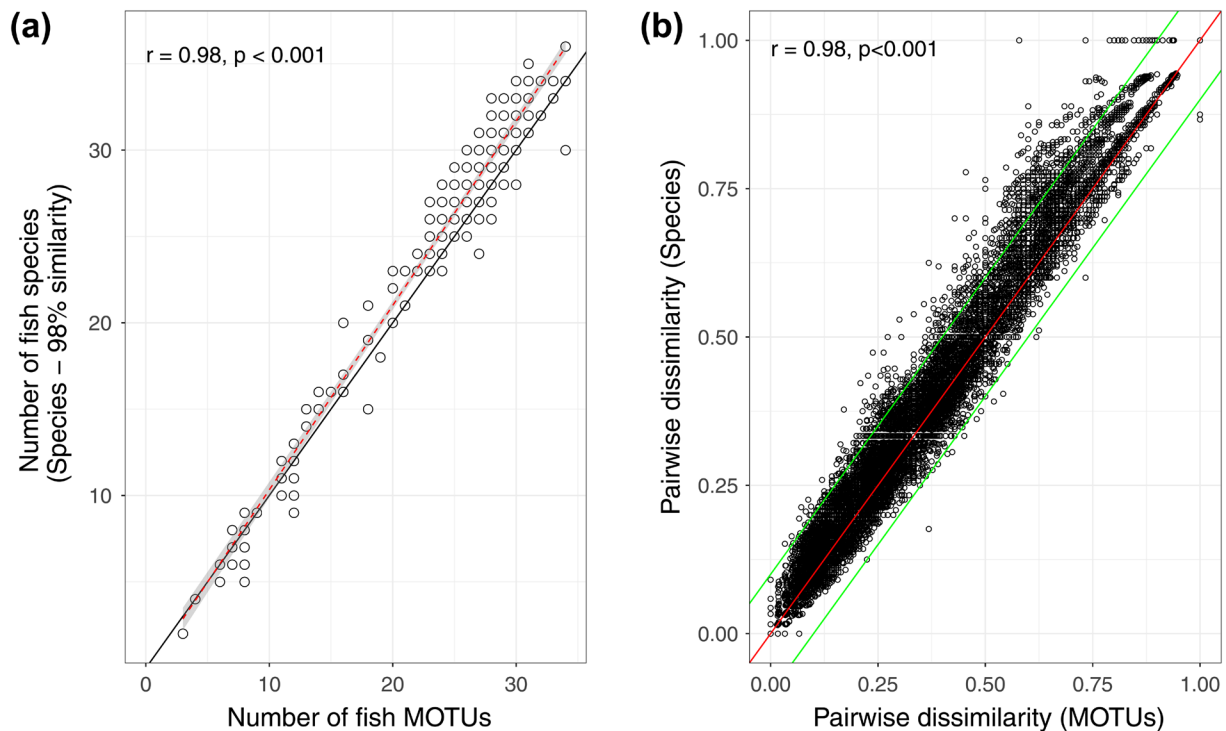 (a)
r = 0.98, p < 0.001
Number of fish species
(Species – 98% similarity)
30
20
10
0
10
20
30
Number of fish MOTUs
(b)
r = 0.98, p<0.001
Pairwise dissimilarity (Species)
1.00
0.75
0.50
0.25
0.00
0.00
0.25
0.50
0.75
1.00
Pairwise dissimilarity (MOTUs)